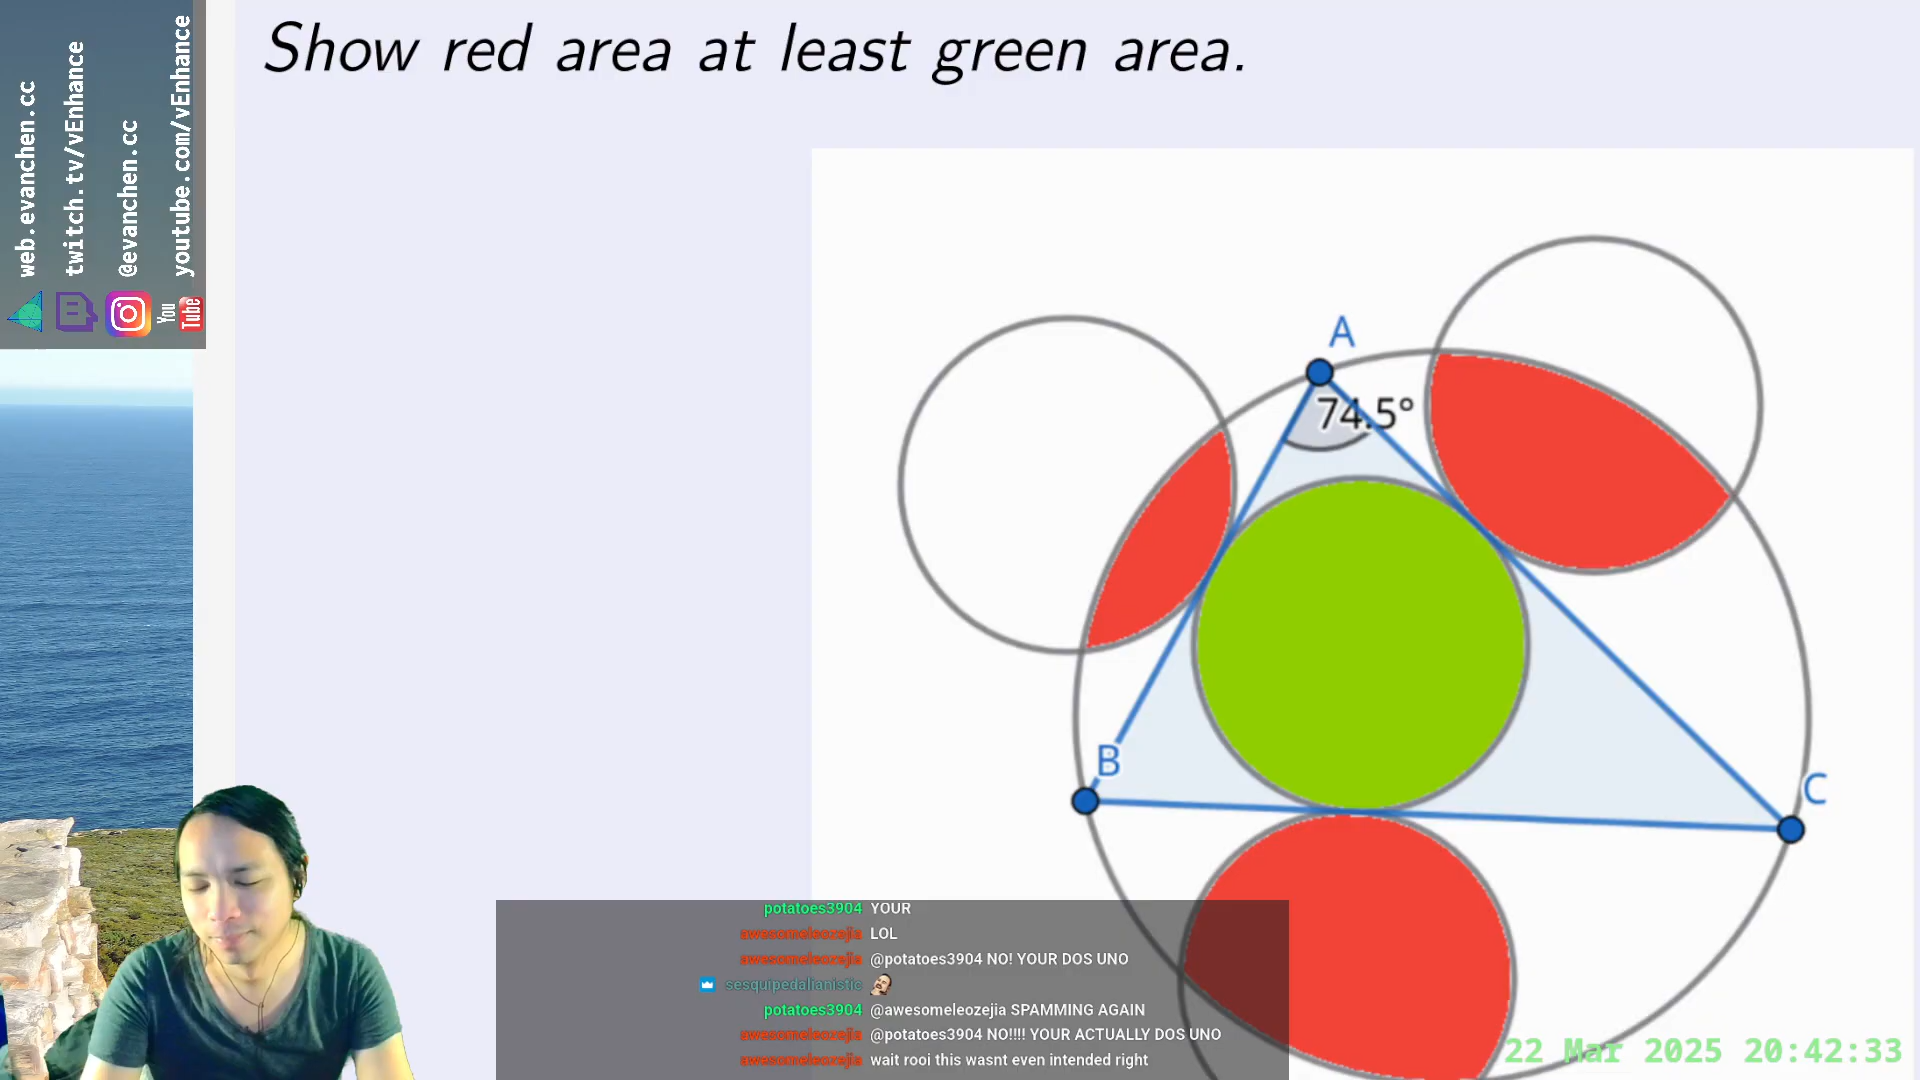 Show red area at least green area.
web.evanchen.cc
twitch.tv/vEnhance
@evanchen.cc
youtube.com/vEnhance
You
Tube
A
74.5°
B
C
potatoes3904 YOUR
awesomeleozejia LOL
awesomeleozejia @potatoes3904 NO! YOUR DOS UNO
sesquipedalianistic
potatoes3904 @awesomeleozejia SPAMMING AGAIN
awesomeleozejia @potatoes3904 NO!!!! YOUR ACTUALLY DOS UNO
awesomeleozejia wait rooi this wasnt even intended right
22 Mar 2025 20:42:33